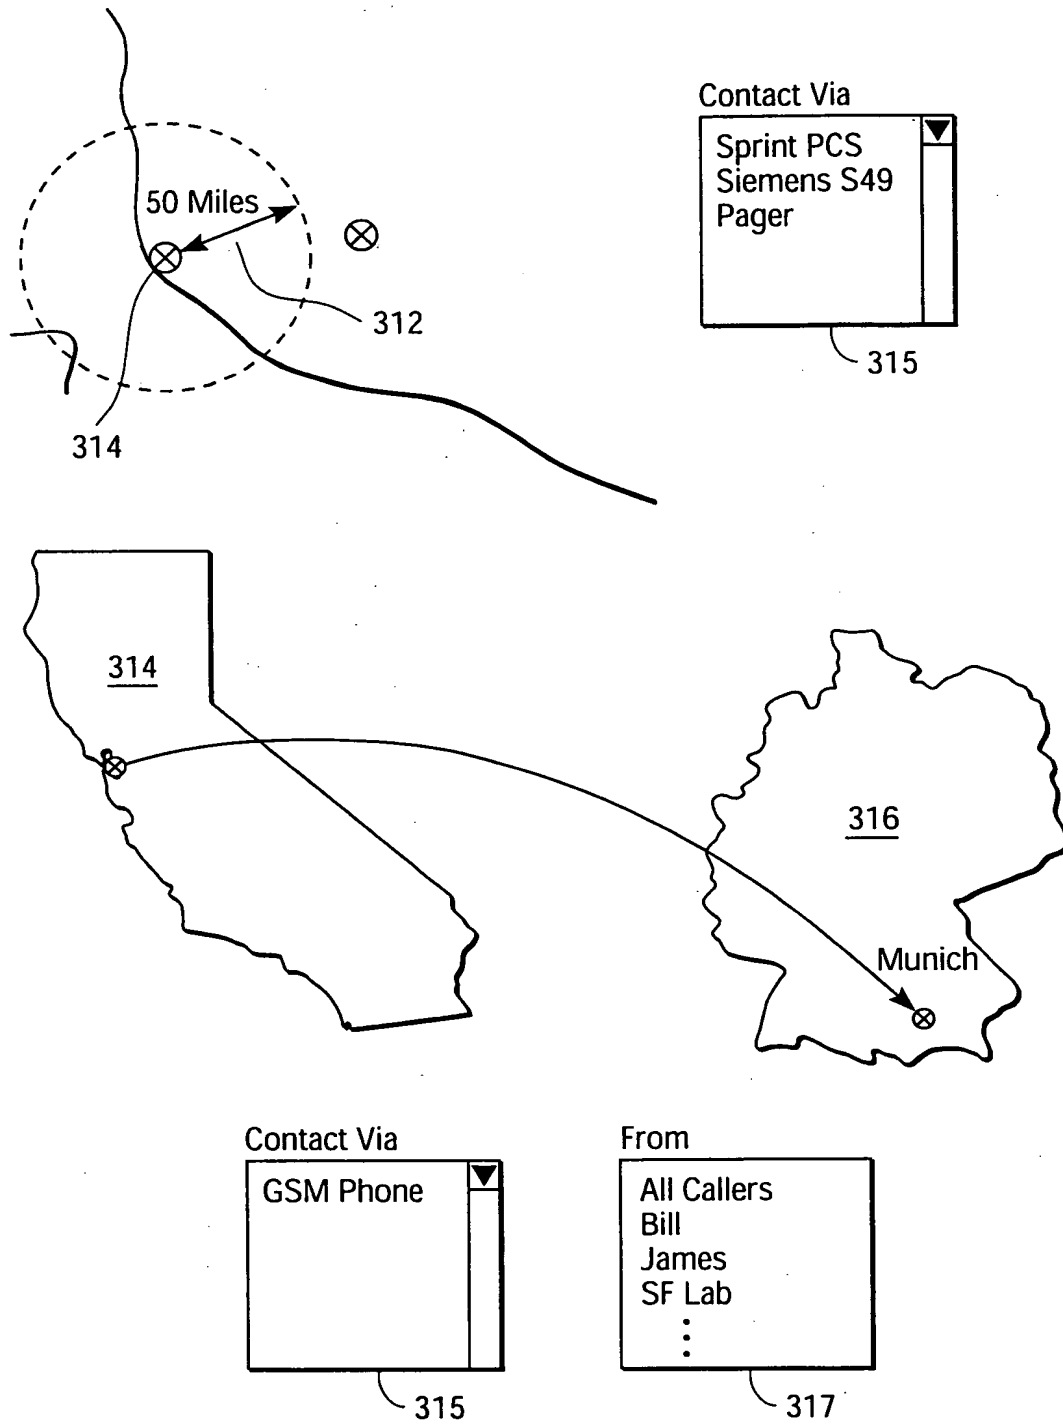 Contact Via
Sprint PCS
Siemens S49
Pager
50 Miles
312
315
314
314
316
Munich
Contact Via
GSM Phone
From
All Callers
Bill
James
SF Lab
315
317